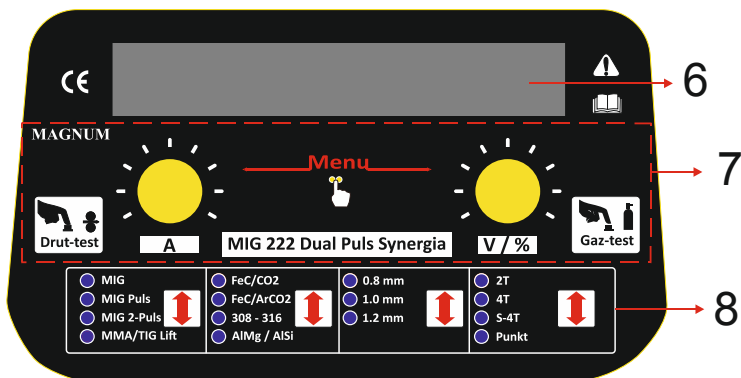 CE
6
MAGNUM
Menu
7
Drut-test
A
MIG 222 Dual Puls Synergia
V / %
Gaz-test
MIG
MIG Puls
MIG 2-Puls
MMA/TIG Lift
FeC/CO2
FeC/ArCO2
308 - 316
AlMg / AlSi
0.8 mm
1.0 mm
1.2 mm
2T
4T
S-4T
Punkt
8